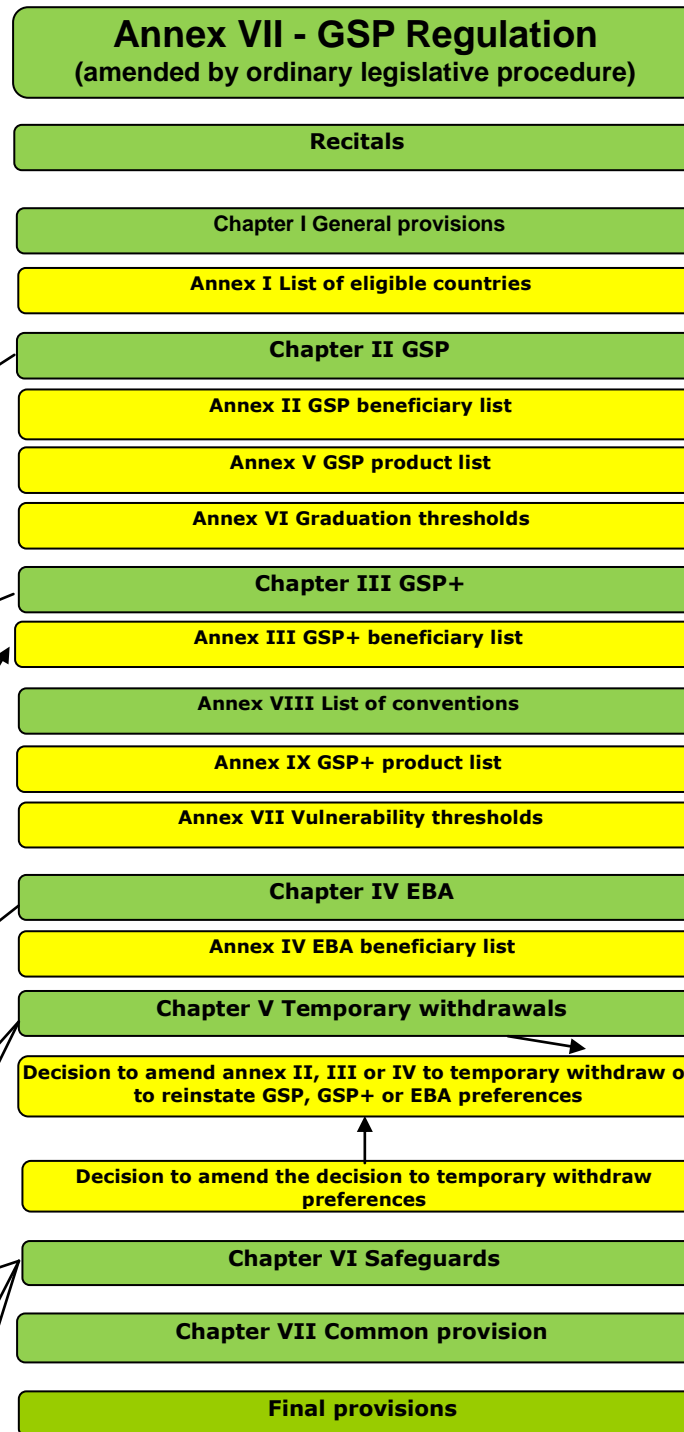 Annex VII - GSP Regulation
(amended by ordinary legislative procedure)
Recitals
Chapter I General provisions
Annex I List of eligible countries
Chapter II GSP
Annex II GSP beneficiary list
Annex V GSP product list
Annex VI Graduation thresholds
Chapter III GSP+
Annex III GSP+ beneficiary list
Annex VIII List of conventions
Annex IX GSP+ product list
Annex VII Vulnerability thresholds
Chapter IV EBA
Annex IV EBA beneficiary list
Chapter V Temporary withdrawals
Decision to amend annex II, III or IV to temporary withdraw o
to reinstate GSP, GSP+ or EBA preferences
Decision to amend the decision to temporary withdraw
preferences
Chapter VI Safeguards
Chapter VII Common provision
Final provisions